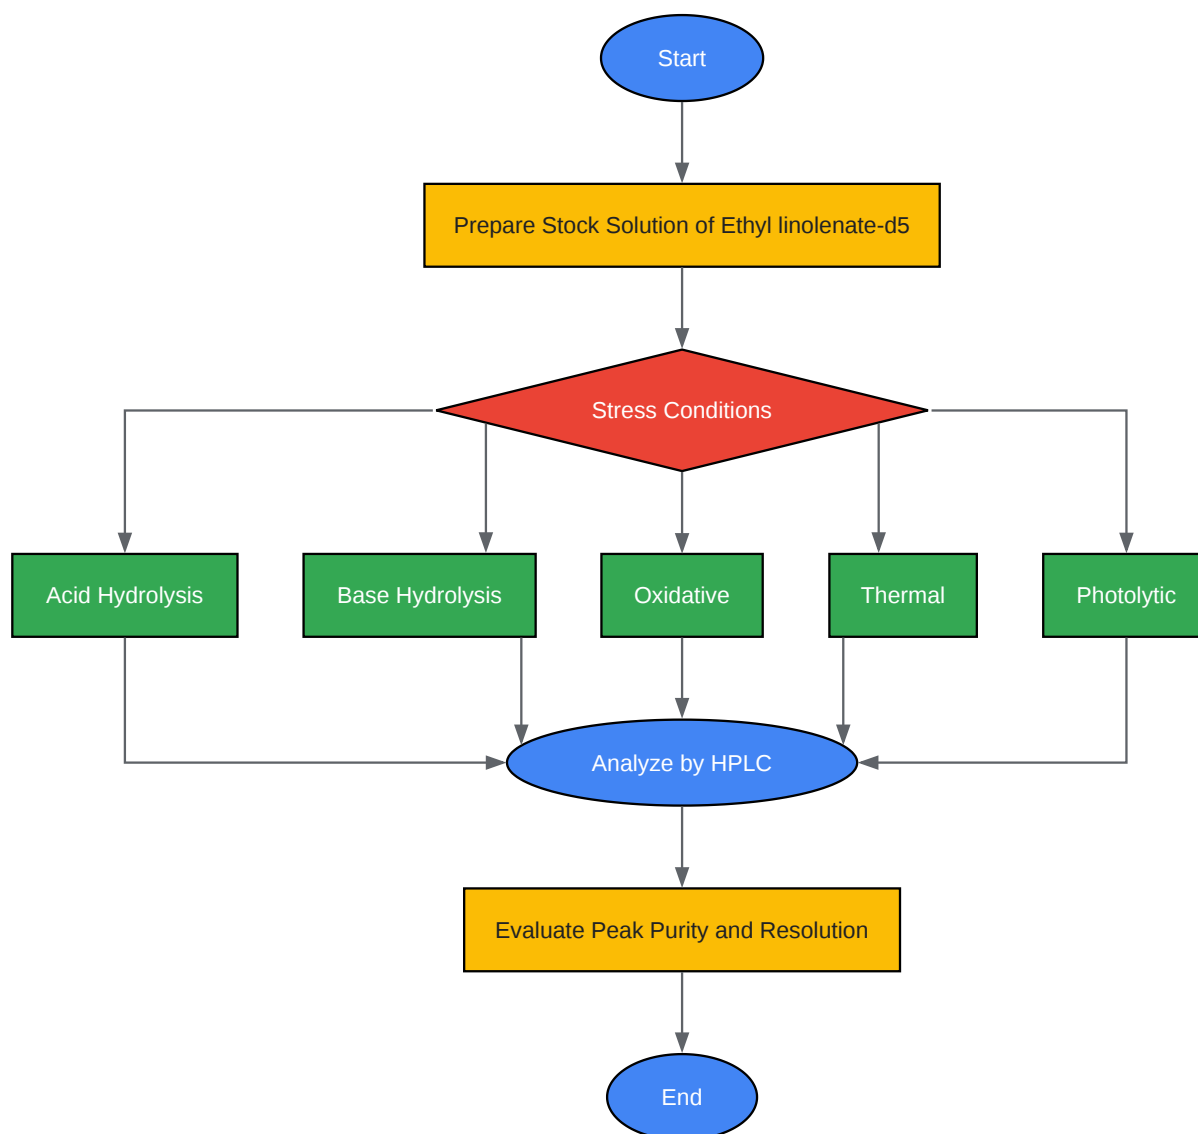 Start
Prepare Stock Solution of Ethyl linolenate-d5
Stress Conditions
Acid Hydrolysis
Base Hydrolysis
Oxidative
Thermal
Photolytic
Analyze by HPLC
Evaluate Peak Purity and Resolution
End